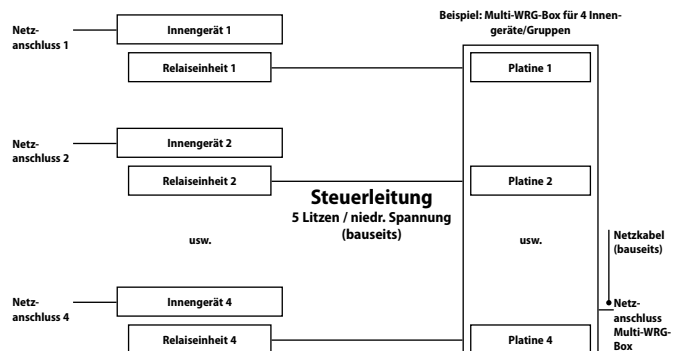 Beispiel: Multi-WRG-Box für 4 Innen-
geräte/Gruppen
Netz-
anschluss 1
Innengerät 1
Relaiseinheit 1
Platine 1
Netz-
anschluss 2
Innengerät 2
Relaiseinheit 2
Platine 2
Steuerleitung
5 Litzen / niedr. Spannung
(bauseits)
usw.
usw.
Netzkabel
(bauseits)
Netz-
anschluss 4
Innengerät 4
Relaiseinheit 4
Platine 4
Netz-
anschluss
Multi-WRG-
Box